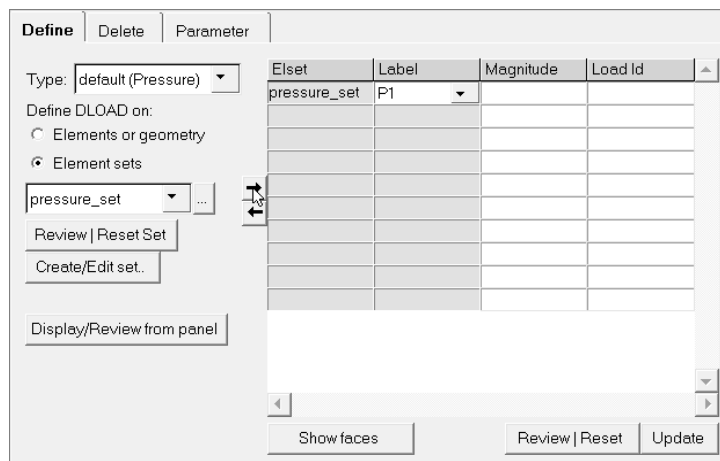 Define Delete Parameter
Type: default (Pressure)
Define DLOAD on:
Elements or geometry
Element sets
pressure_set ...
Review | Reset Set
Create/Edit set..
Display/Review from panel
Elset Label Magnitude Load Id
pressure_set P1
Show faces Review | Reset Update